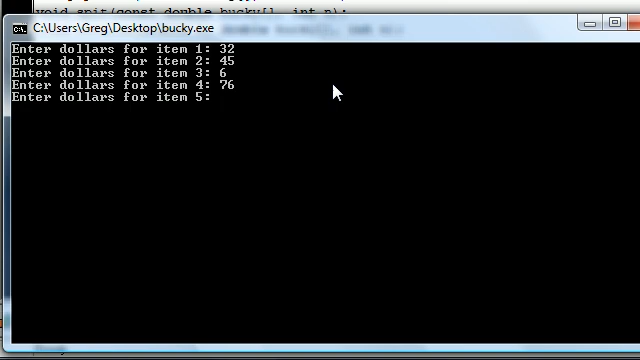 void spit(const double bucky[], int n);
C:\Users\Greg\Desktop\bucky.exe
Enter dollars for item 1: 32
Enter dollars for item 2: 45
Enter dollars for item 3: 6
Enter dollars for item 4: 76
Enter dollars for item 5: